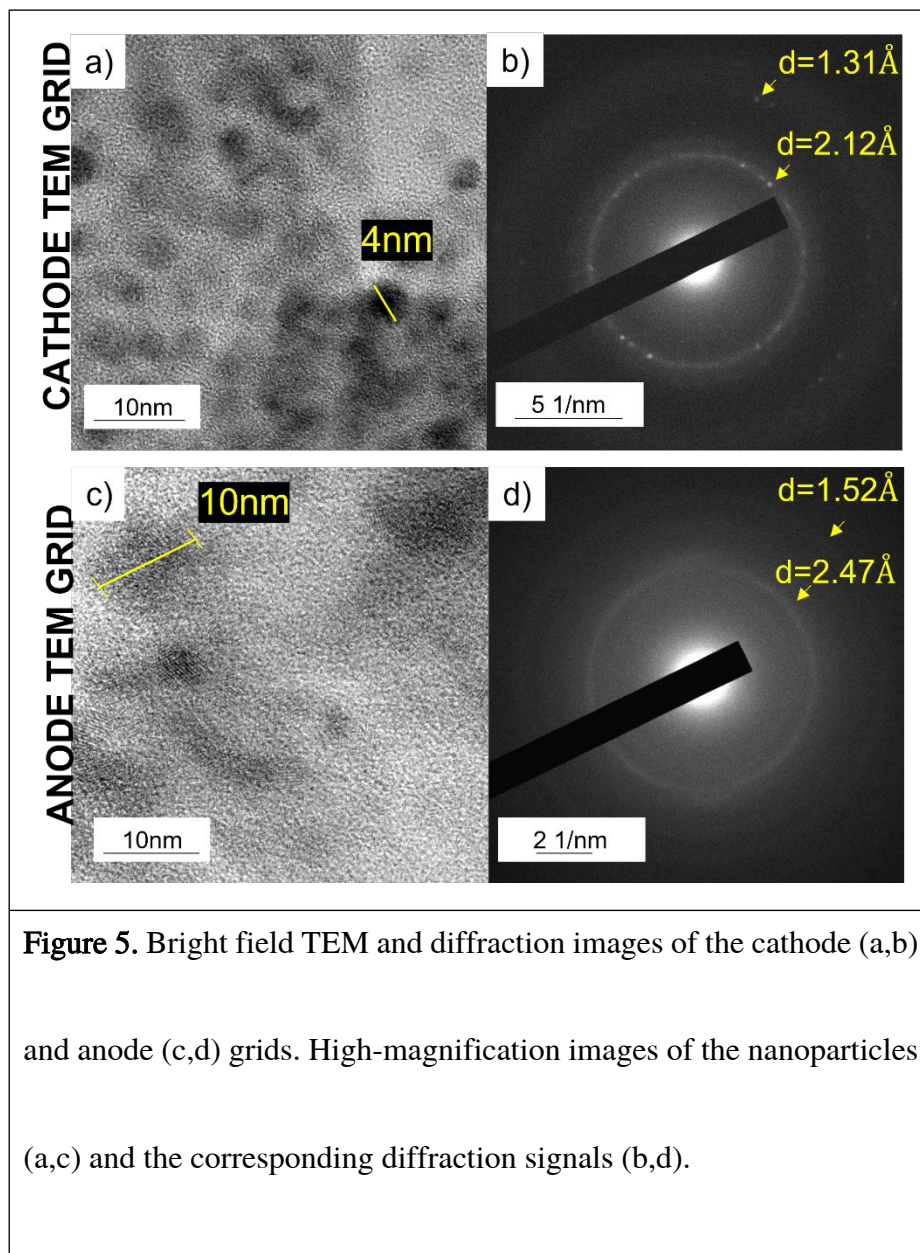 CATHODE TEM GRID
a)
4nm
10nm
b)
d=1.31Å
d=2.12Å
5 1/nm
ANODE TEM GRID
c)
10nm
10nm
d)
d=1.52Å
d=2.47Å
2 1/nm
Figure 5. Bright field TEM and diffraction images of the cathode (a,b)
and anode (c,d) grids. High-magnification images of the nanoparticles
(a,c) and the corresponding diffraction signals (b,d).